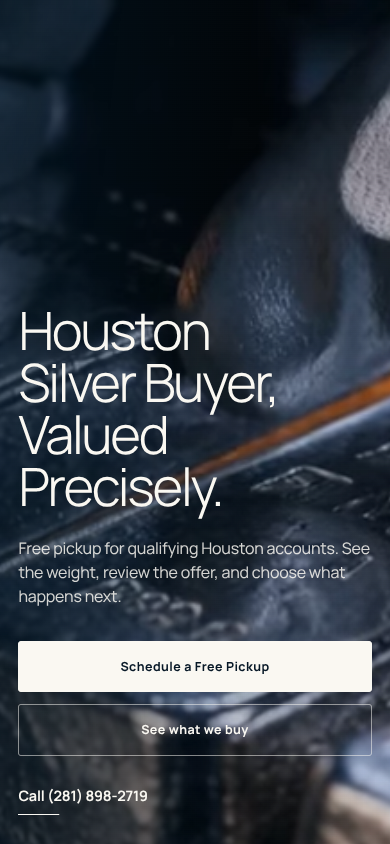 Houston
Silver Buyer,
Valued
Precisely.
Free pickup for qualifying Houston accounts. See
the weight, review the offer, and choose what
happens next.
Schedule a Free Pickup
See what we buy
Call (281) 898-2719